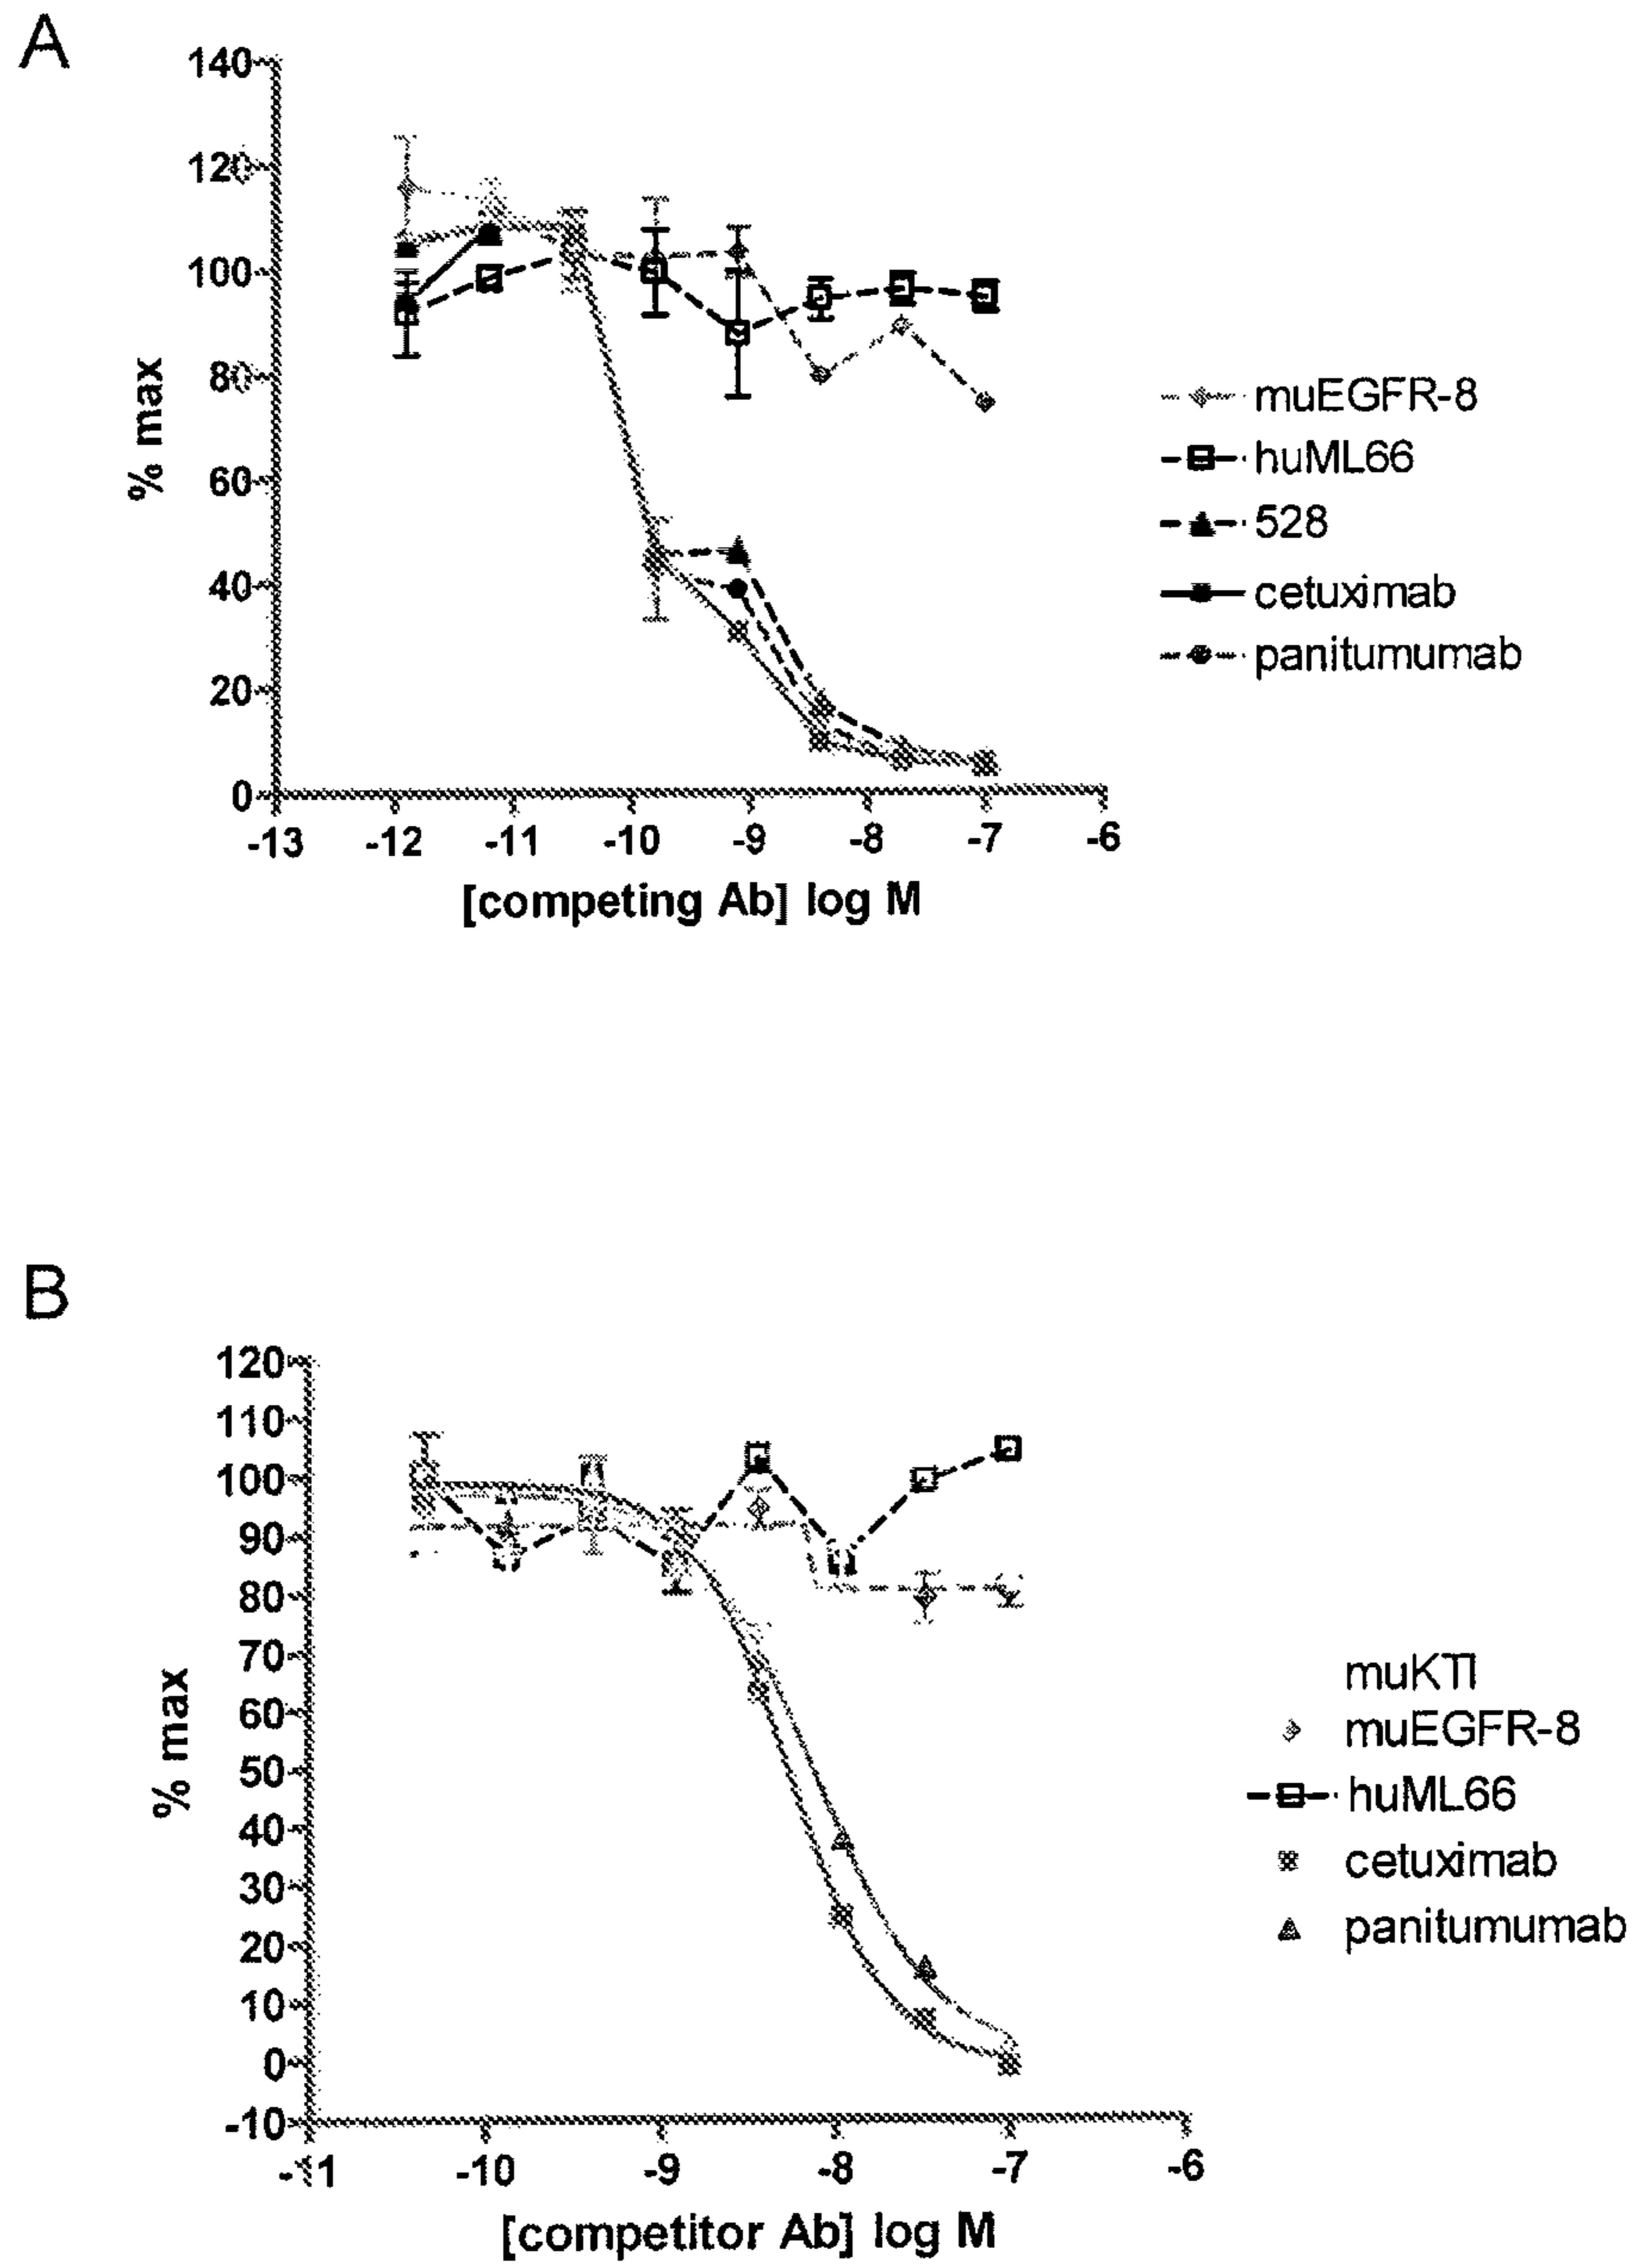 A
140
120
100
80
60
40
20
0
-13 -12 -11 -10 -9 -8 -7 -6
% max
[competing Ab] log M
muEGFR-8
huML66
528
cetuximab
panitumumab
B
120
110
100
90
80
70
60
50
40
30
20
10
0
-10
-11 -10 -9 -8 -7 -6
% max
[competitor Ab] log M
muKTI
muEGFR-8
huML66
cetuximab
panitumumab